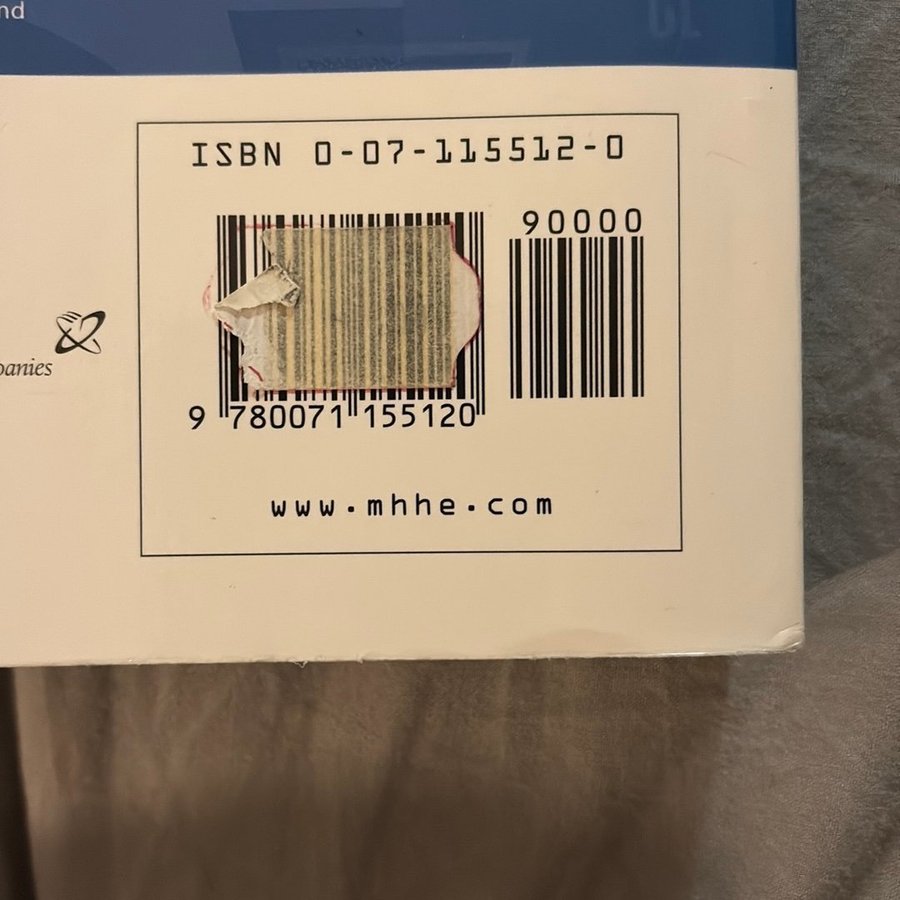 nd
ISBN 0-07-115512-0
90000
panies
9 780071 155120
www.mhhe.com